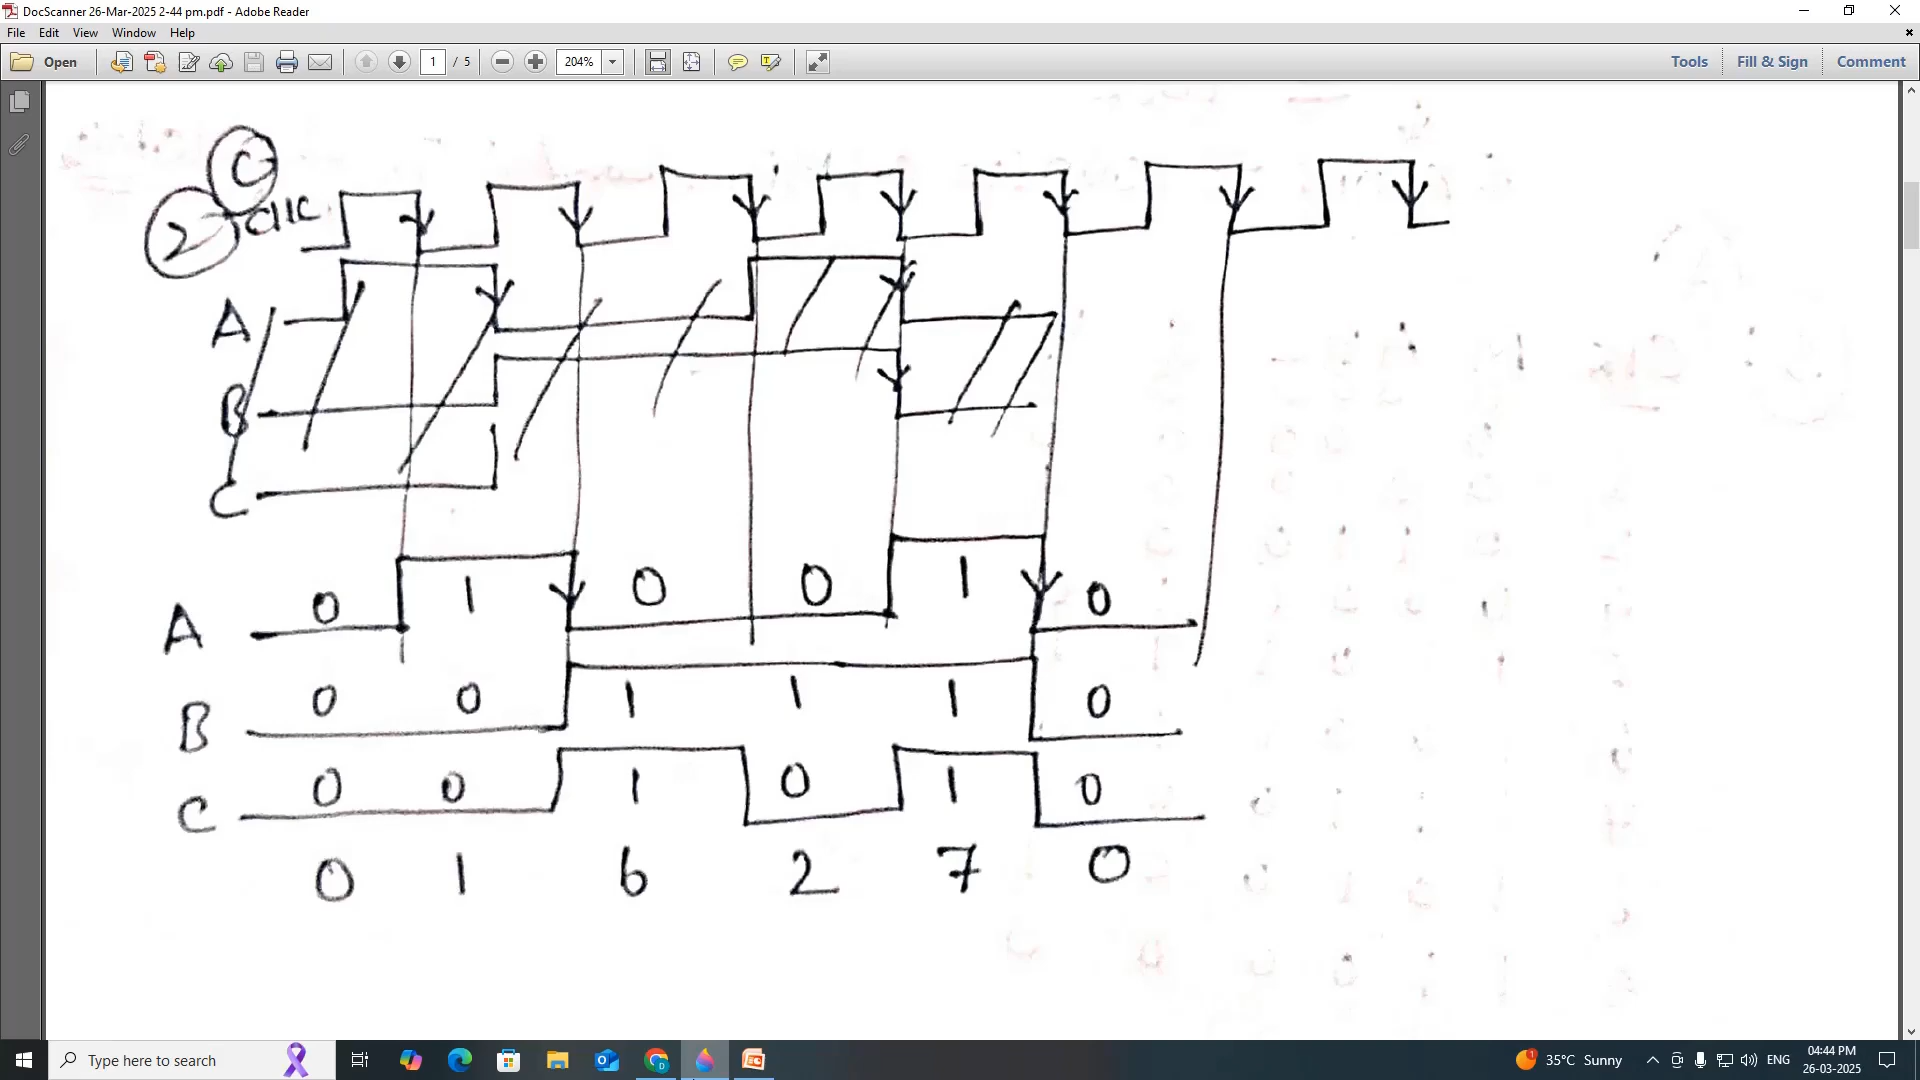 DocScanner 26-Mar-2025 2-44 pm.pdf - Adobe Reader
File Edit View Window Help
Open 1 / 5 204% Tools Fill & Sign Comment
C
2 CLK
A
B
C
A 0 1 0 0 1 0
B 0 0 1 1 1 0
C 0 0 1 0 1 0
0 1 6 2 7 0
Type here to search
1 35°C Sunny ENG 04:44 PM
26-03-2025